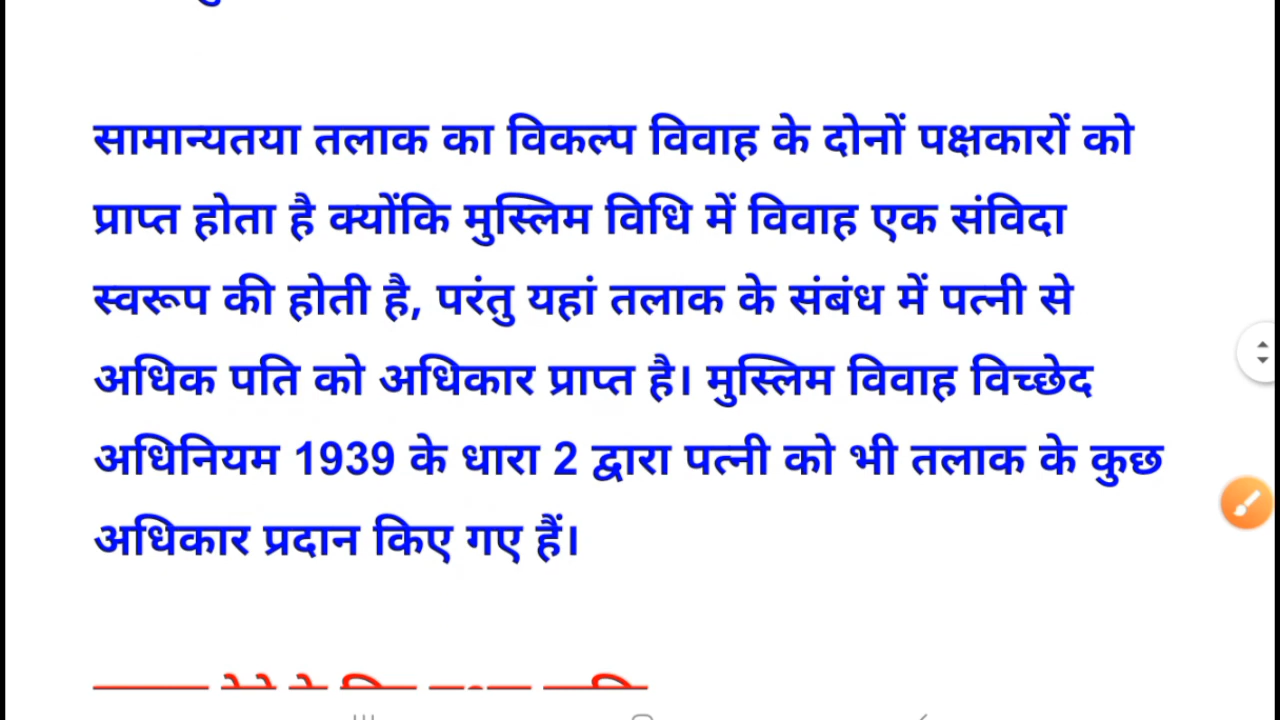 सामान्यतया तलाक का विकल्प विवाह के दोनों पक्षकारों को
प्राप्त होता है क्योंकि मुस्लिम विधि में विवाह एक संविदा
स्वरूप की होती है, परंतु यहां तलाक के संबंध में पत्नी से
अधिक पति को अधिकार प्राप्त है। मुस्लिम विवाह विच्छेद
अधिनियम 1939 के धारा 2 द्वारा पत्नी को भी तलाक के कुछ
अधिकार प्रदान किए गए हैं।